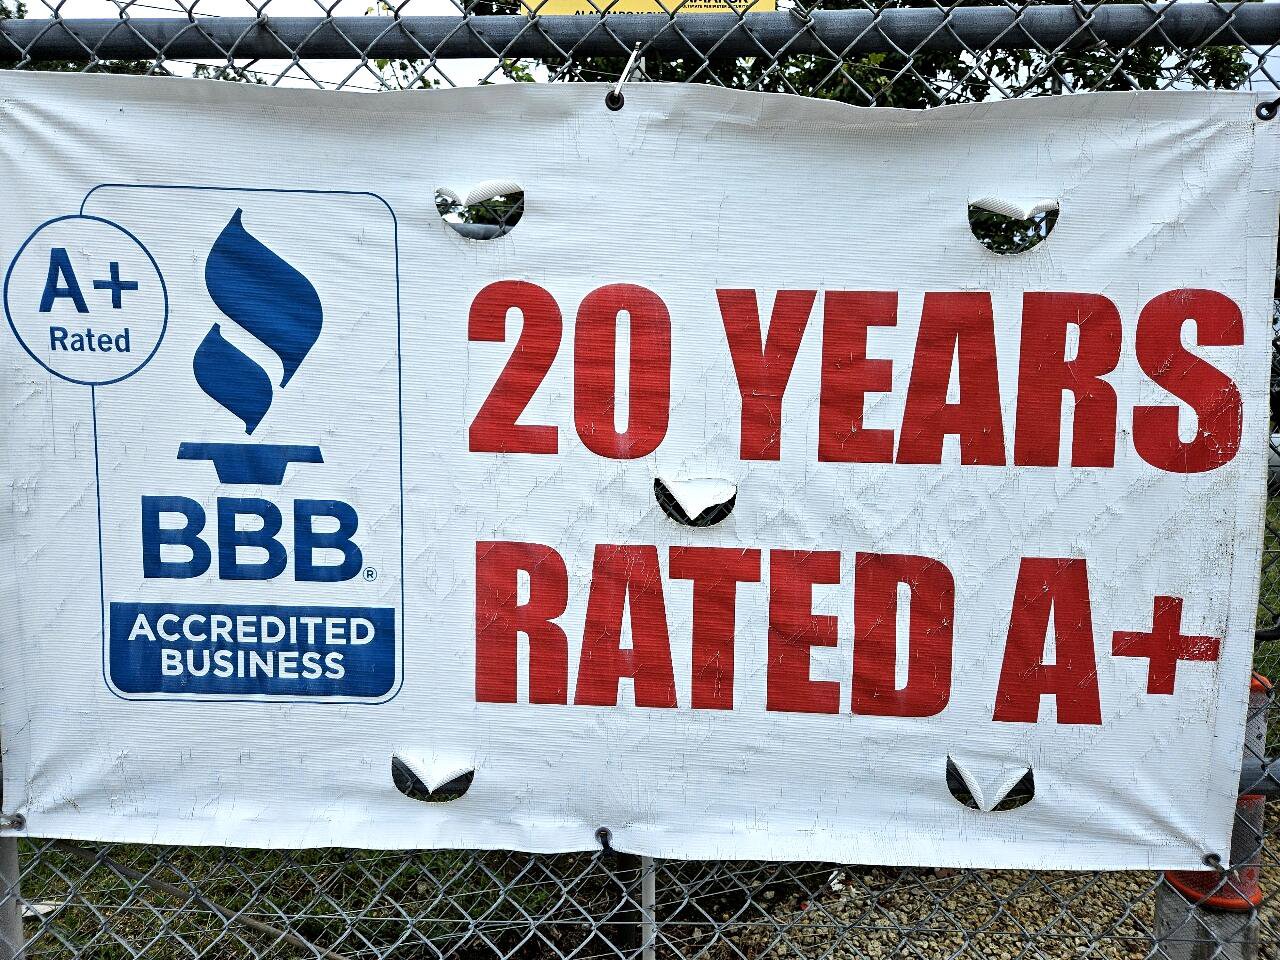 A+
Rated
BBB®
ACCREDITED
BUSINESS
20 YEARS
RATED A+